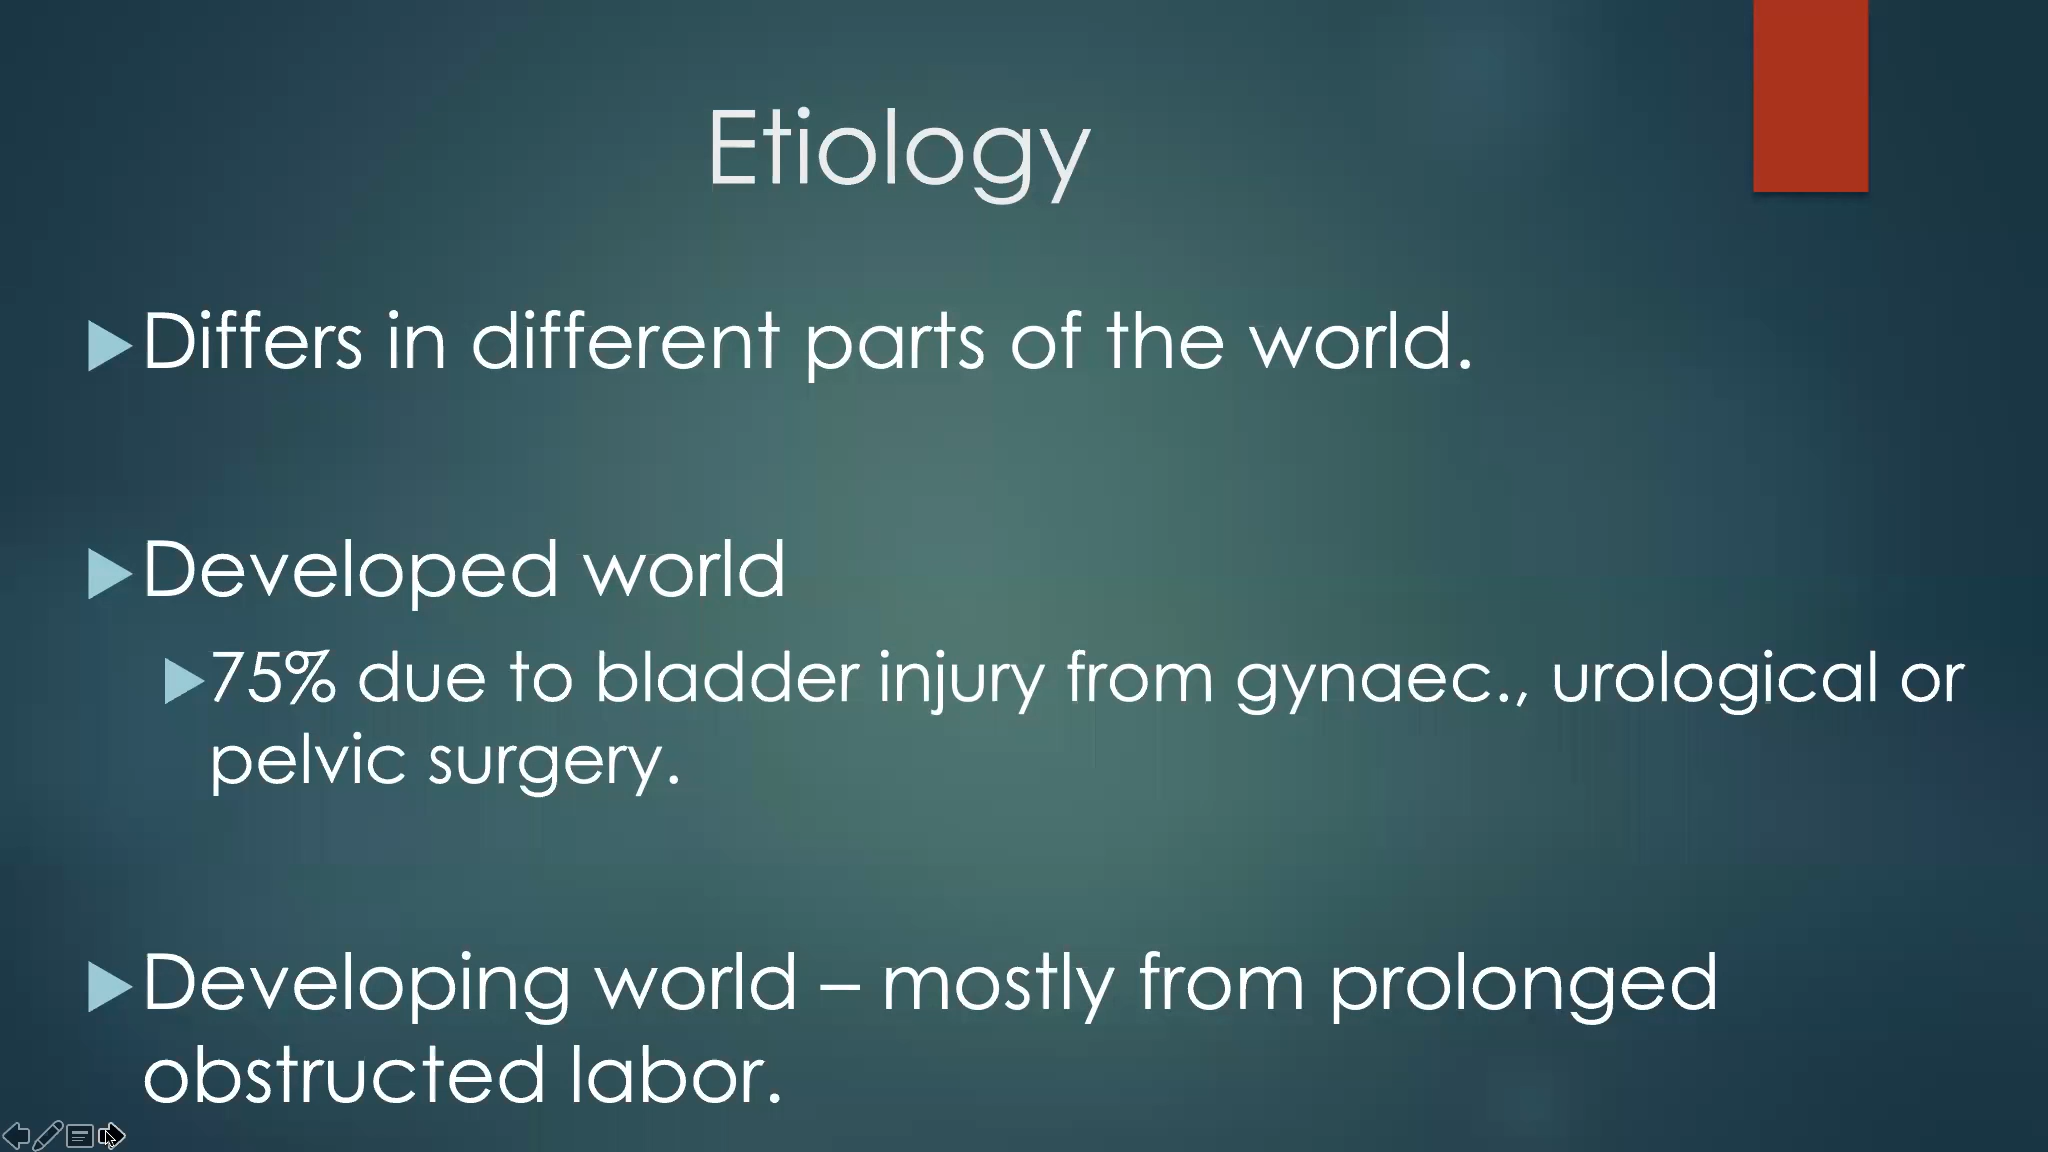 Etiology
Differs in different parts of the world.
Developed world
75% due to bladder injury from gynaec., urological or
pelvic surgery.
Developing world – mostly from prolonged
obstructed labor.